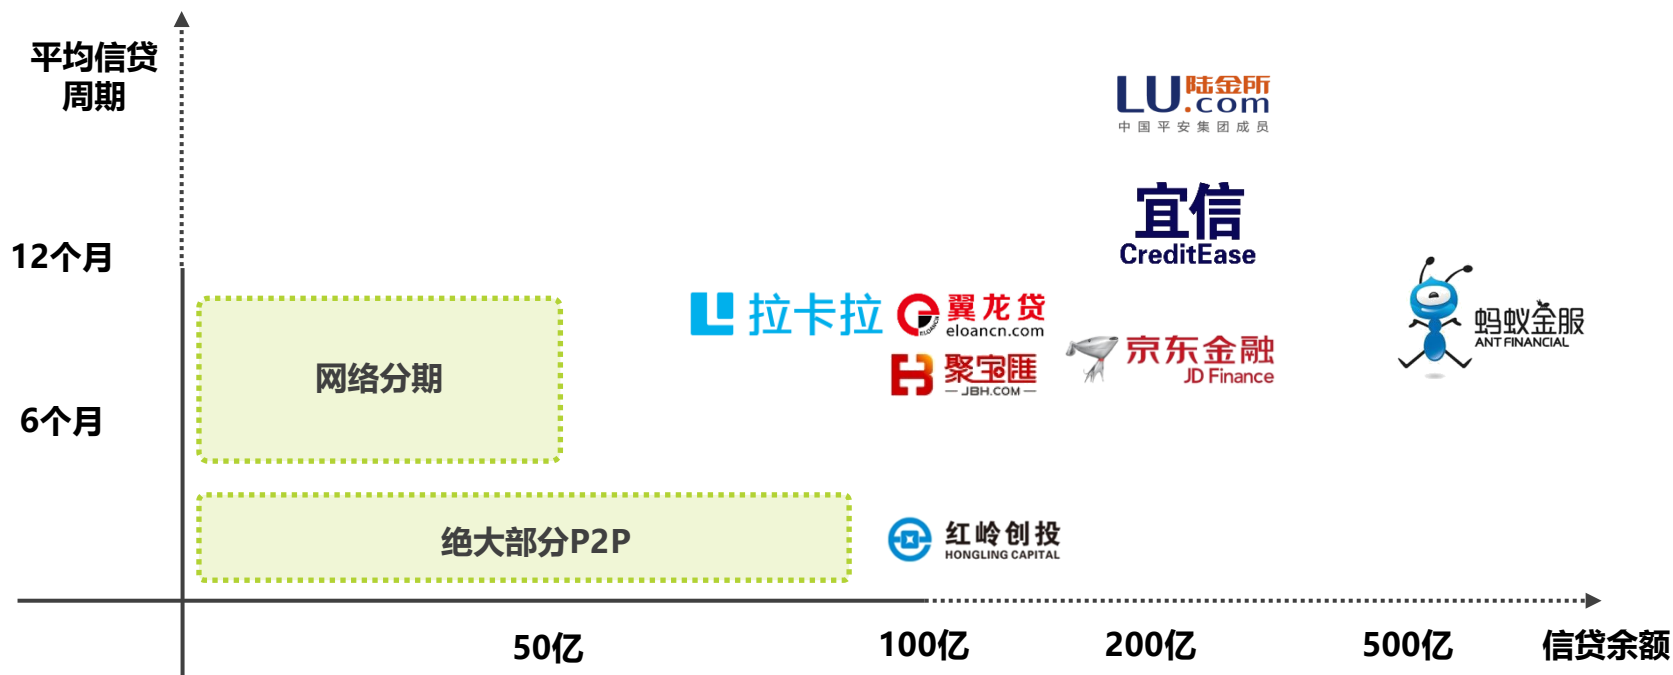 平均信贷
周期
LU.com
陆金所
中国平安集团成员
宜信
CreditEase
12个月
拉卡拉
翼龙贷
eloancn.com
ELOANCN
聚宝匯
JBH.COM
京东金融
JD Finance
蚂蚁金服
ANT FINANCIAL
网络分期
6个月
绝大部分P2P
红岭创投
HONGLING CAPITAL
50亿
100亿
200亿
500亿
信贷余额